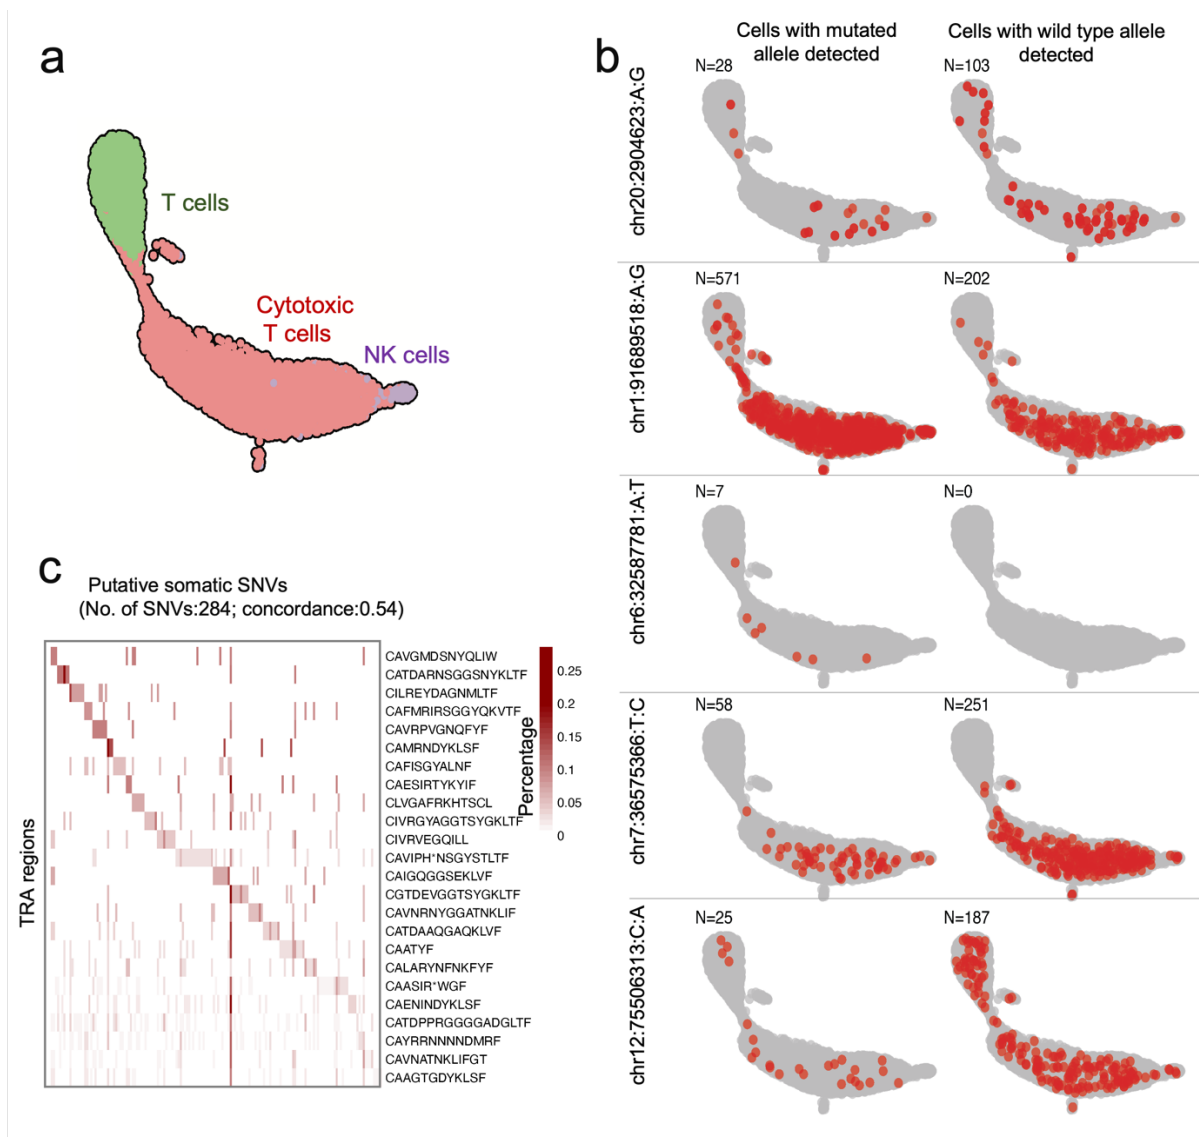 a
T cells
Cytotoxic
T cells
NK cells
b
Cells with mutated
allele detected
Cells with wild type allele
detected
chr20:2904623:A:G
N=28
N=103
chr1:91689518:A:G
N=571
N=202
chr6:32587781:A:T
N=7
N=0
chr7:36575366:T:C
N=58
N=251
chr12:75506313:C:A
N=25
N=187
c
Putative somatic SNVs
(No. of SNVs:284; concordance:0.54)
TRA regions
CAVGMDSNYQLIW
CATDARNSGGSNYKLTF
CILREYDAGNMLTF
CAFMRIRSGGYQKVTF
CAVRPVGNQFYF
CAMRNDYKLSF
CAFISGYALNF
CAESIRTYKYIF
CLVGAFRKHTSCL
CIVRGYAGGTSYGKLTF
CIVRVEGQILL
CAVIPH*NSGYSTLTF
CAIGQGGSEKLVF
CGTDEVGGTSYGKLTF
CAVNRNYGGATNKLIF
CATDAAQGAQKLVF
CAATYF
CALARYNFNKFYF
CAASIR*WGF
CAENINDYKLSF
CATDPPRGGGGADGLTF
CAYRRNNNNDMRF
CAVNATNKLIFGT
CAAGTGDYKLSF
Percentage
0.25
0.2
0.15
0.1
0.05
0